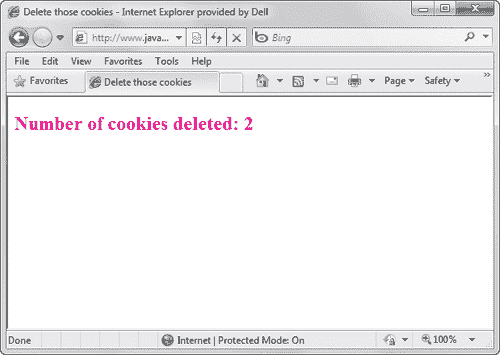 Delete those cookies - Internet Explorer provided by Dell
http://www.java... Bing
File Edit View Favorites Tools Help
Favorites Delete those cookies Page Safety »
Number of cookies deleted: 2
Done Internet | Protected Mode: On 100%